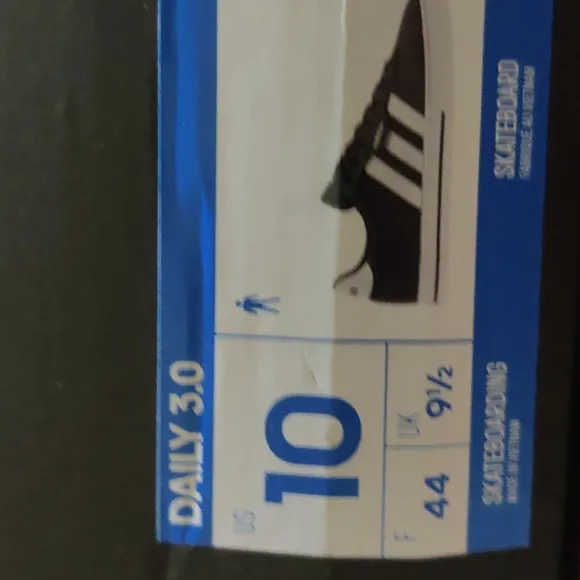 DAILY 3.0
US
10
F
44
UK
9½
SKATEBOARDING
MADE IN VIETNAM
SKATEBOARD
FABRIQUÉ AU VIETNAM